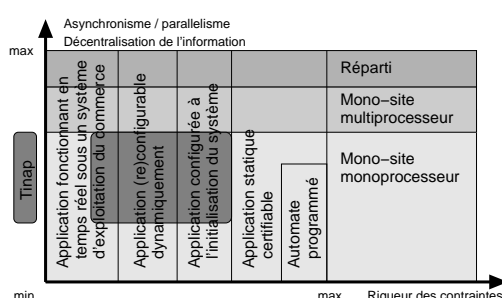 Asynchronisme / parallelisme
Décentralisation de l'information
max
Réparti
Mono-site
multiprocesseur
Mono-site
monoprocesseur
Tinap
Application fonctionnant en
temps réel sous un système
d'exploitation du commerce
Application (re)configurable
dynamiquement
Application configurée à
l'initialisation du système
Application statique
certifiable
Automate
programmé
min
max
Rigueur des contraintes